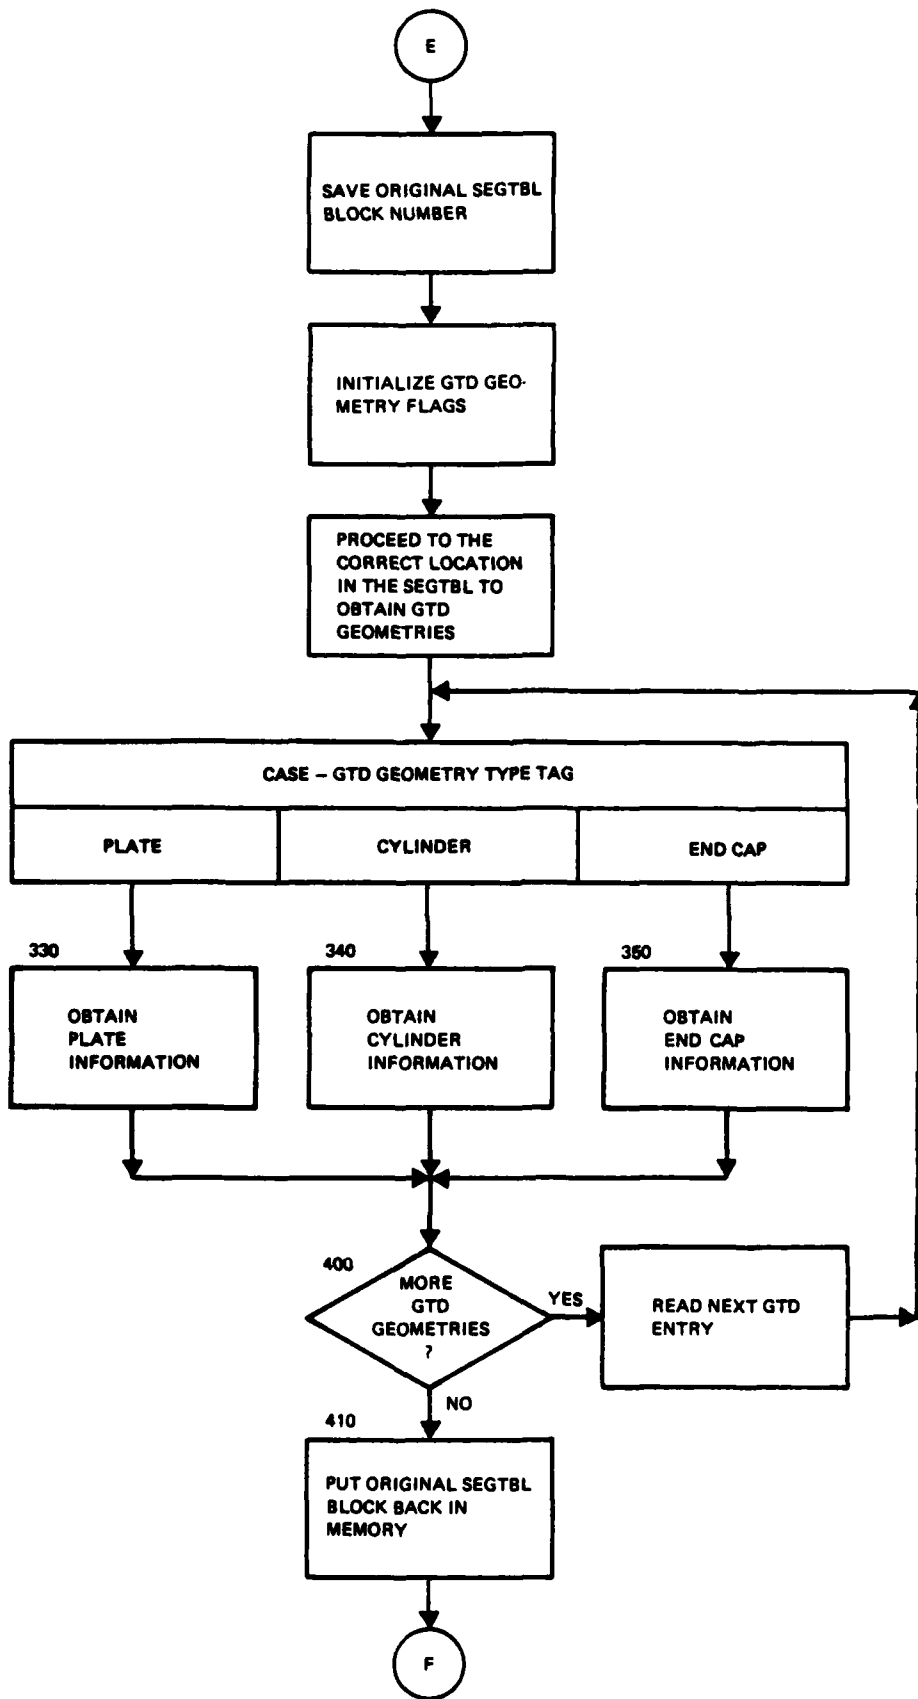 E
SAVE ORIGINAL SEGTBL
BLOCK NUMBER
INITIALIZE GTD GEO-
METRY FLAGS
PROCEED TO THE
CORRECT LOCATION
IN THE SEGTBL TO
OBTAIN GTD
GEOMETRIES
CASE – GTD GEOMETRY TYPE TAG
PLATE
CYLINDER
END CAP
330
OBTAIN
PLATE
INFORMATION
340
OBTAIN
CYLINDER
INFORMATION
350
OBTAIN
END CAP
INFORMATION
400
MORE
GTD
GEOMETRIES
?
YES
READ NEXT GTD
ENTRY
NO
410
PUT ORIGINAL SEGTBL
BLOCK BACK IN
MEMORY
F